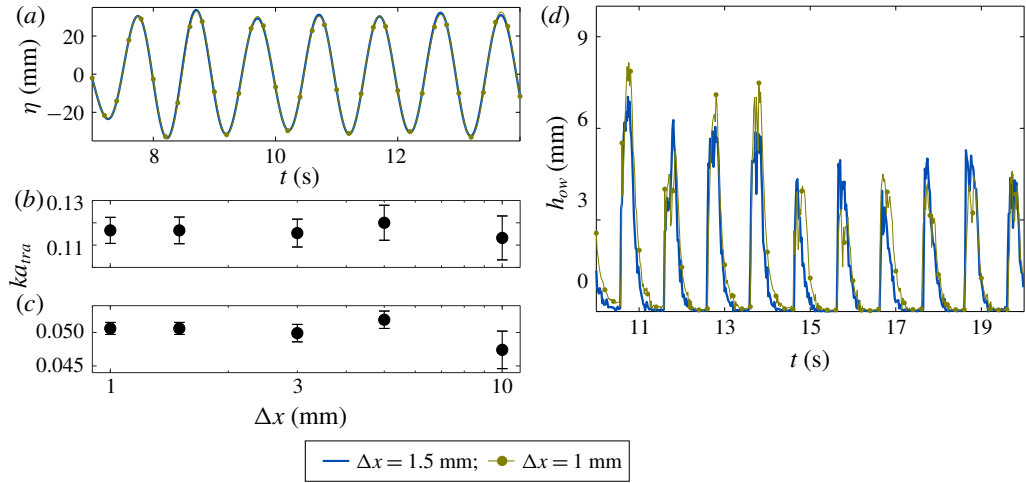 (a)
η (mm)
20
0
−20
8
10
12
t (s)
(b)
0.13
0.11
ka_tra
(c)
0.050
0.045
1
3
10
Δx (mm)
(d)
h_ow (mm)
9
6
3
0
11
13
15
17
19
t (s)
Δx = 1.5 mm; Δx = 1 mm